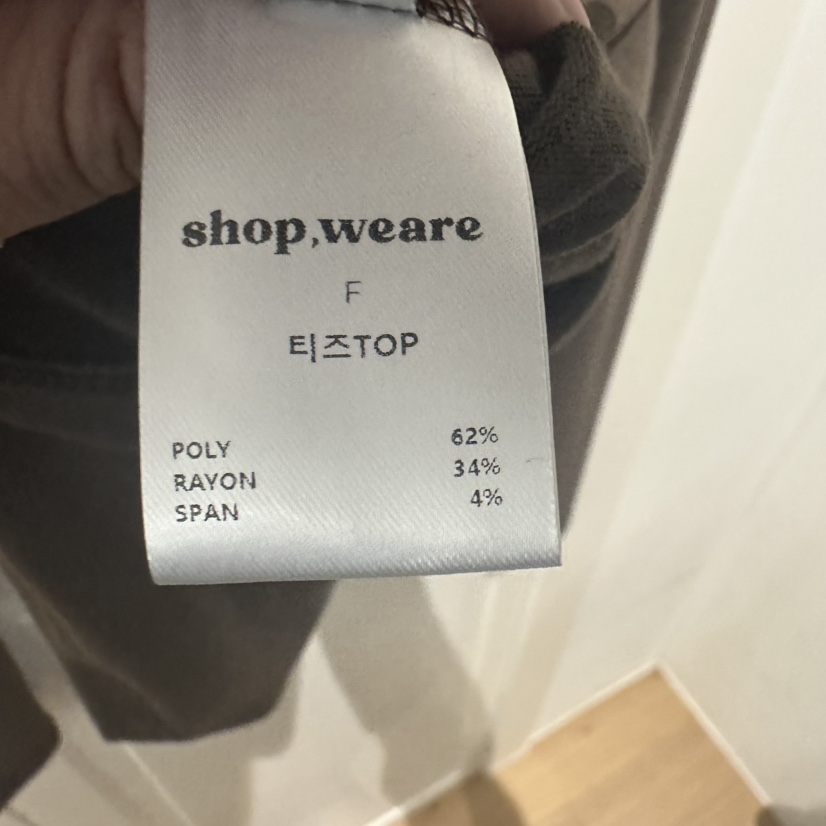 shop,weare
F
티즈TOP
POLY 62%
RAYON 34%
SPAN 4%